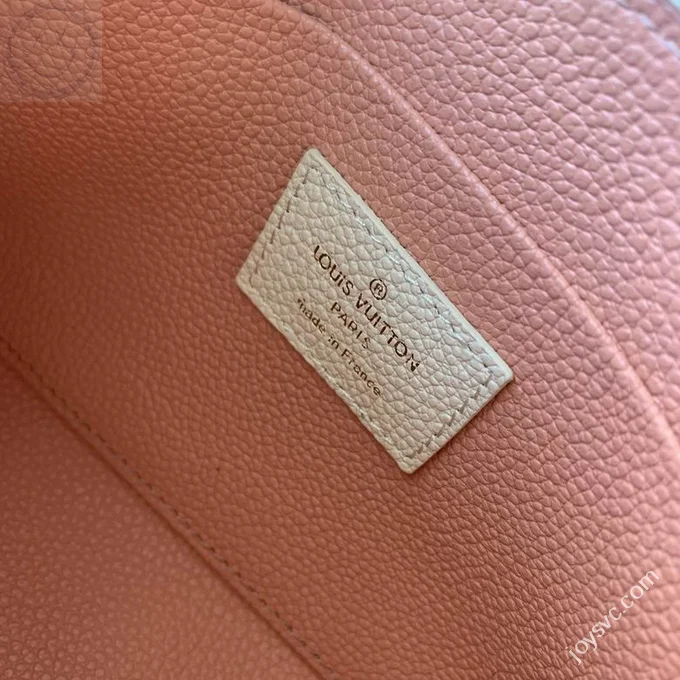 ®
LOUIS VUITTON
PARIS
made in France
joysvc.com